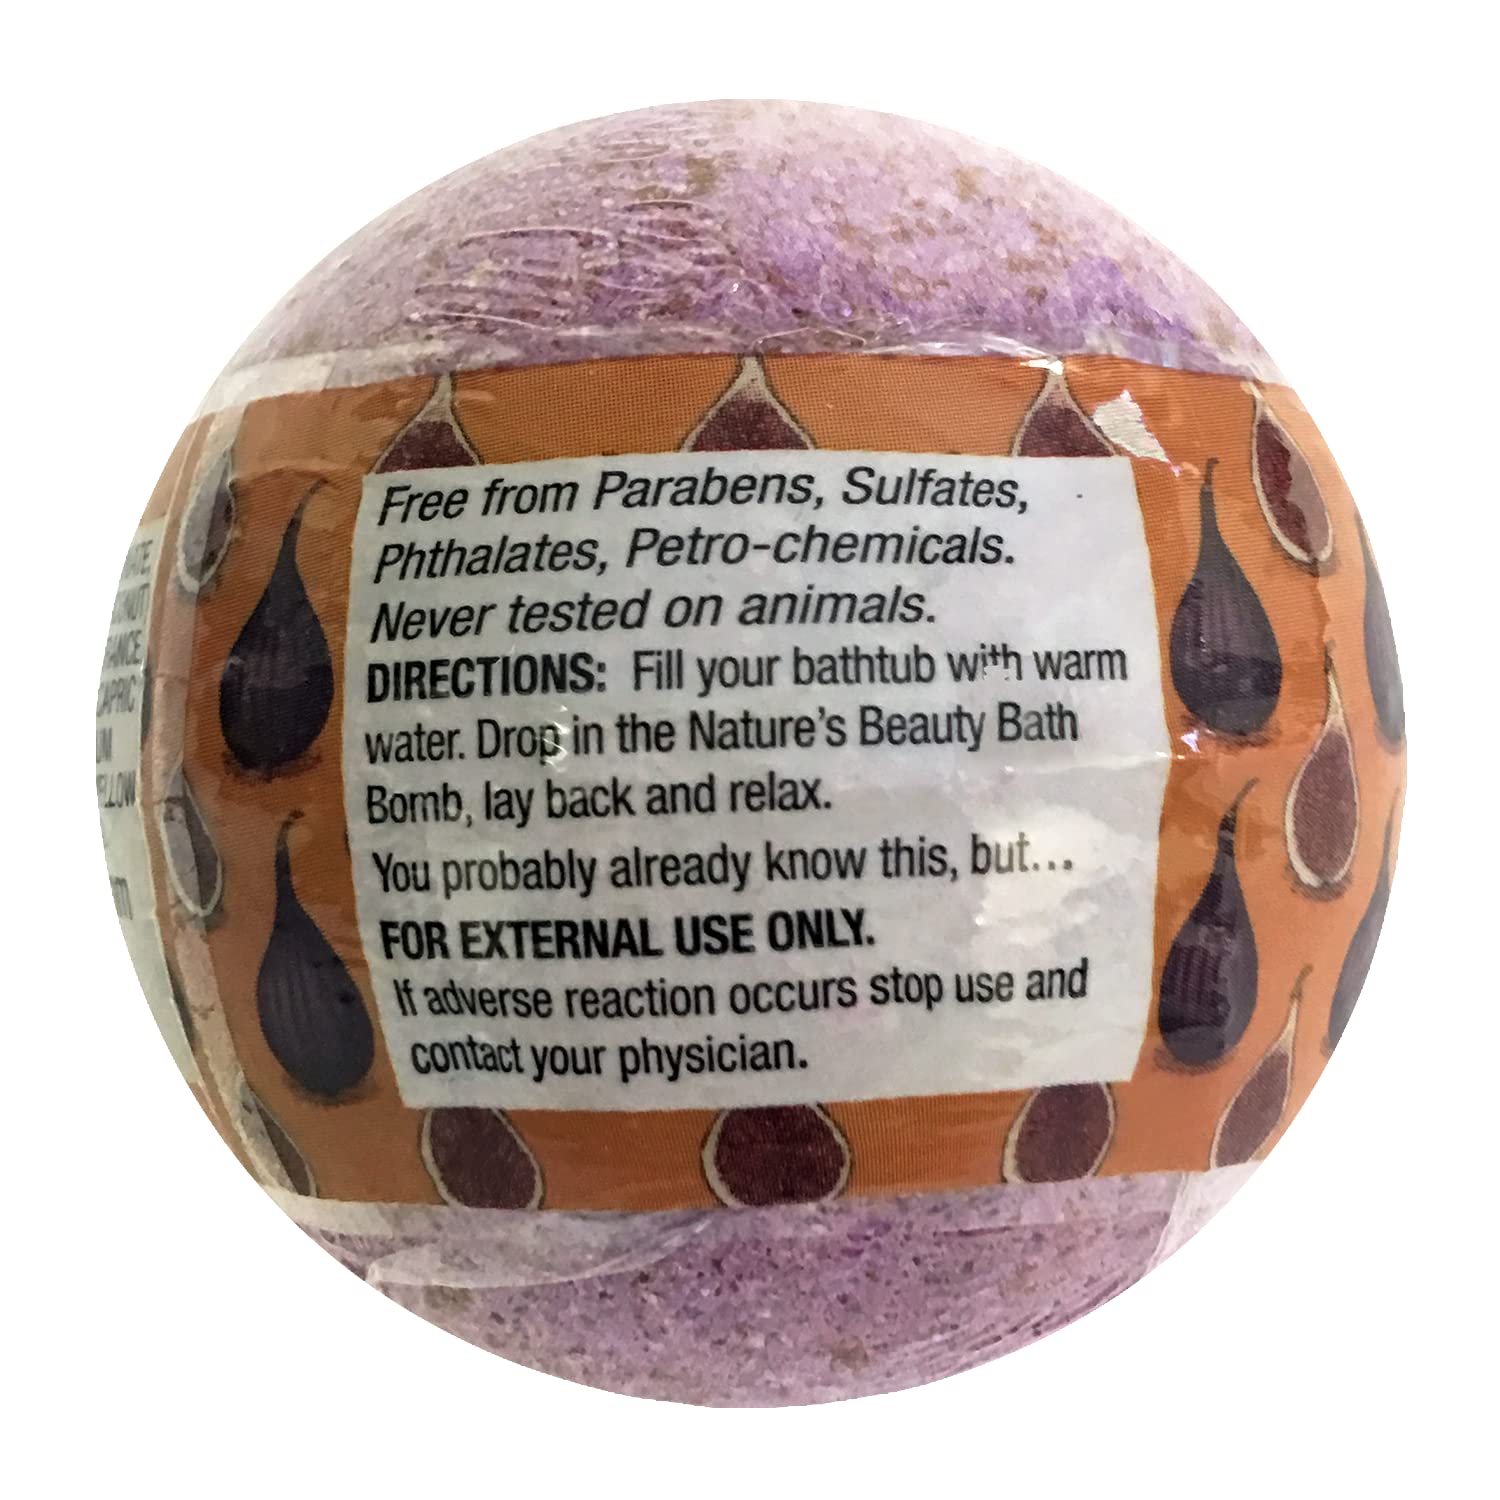 Free from Parabens, Sulfates,
Phthalates, Petro-chemicals.
Never tested on animals.
DIRECTIONS: Fill your bathtub with warm
water. Drop in the Nature's Beauty Bath
Bomb, lay back and relax.
You probably already know this, but...
FOR EXTERNAL USE ONLY.
If adverse reaction occurs stop use and
contact your physician.